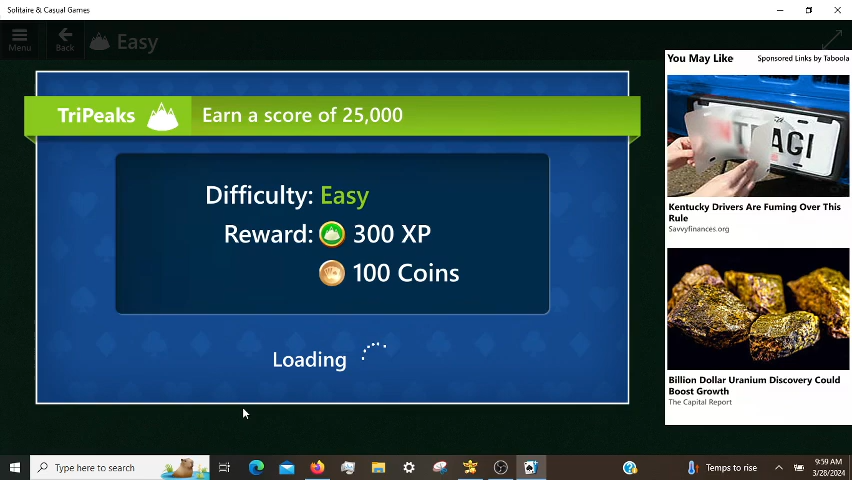 Solitaire & Casual Games
Menu
Back
Easy
TriPeaks
Earn a score of 25,000
Difficulty: Easy
Reward: 300 XP
100 Coins
Loading
You May Like
Sponsored Links by Taboola
Kentucky Drivers Are Fuming Over This
Rule
Savvyfinances.org
Billion Dollar Uranium Discovery Could
Boost Growth
The Capital Report
Type here to search
Temps to rise
9:59 AM
3/28/2024